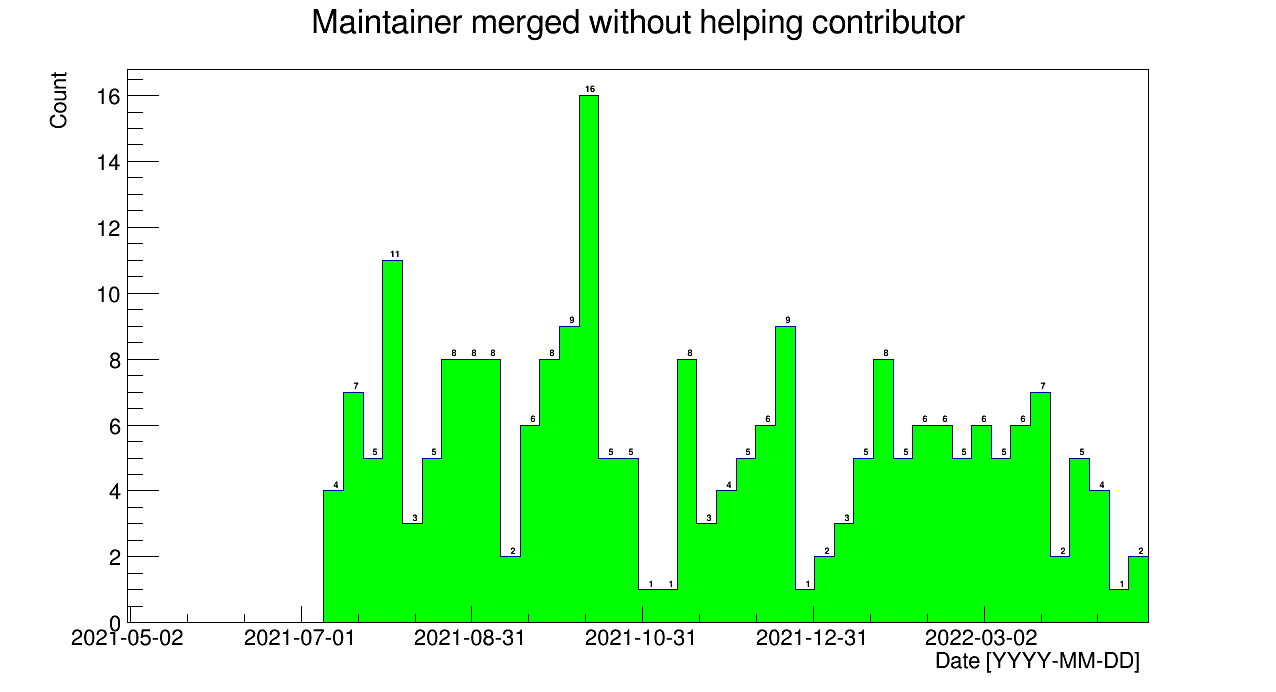 Maintainer merged without helping contributor
Count
16
14
12
10
8
6
4
2
0
4 7 5 11 3 5 8 8 8 2 6 8 9 16 5 5 1 1 8 3 4 5 6 9 1 2 3 5 8 5 6 6 5 6 5 6 7 2 5 4 1 2
2021-05-02 2021-07-01 2021-08-31 2021-10-31 2021-12-31 2022-03-02
Date [YYYY-MM-DD]